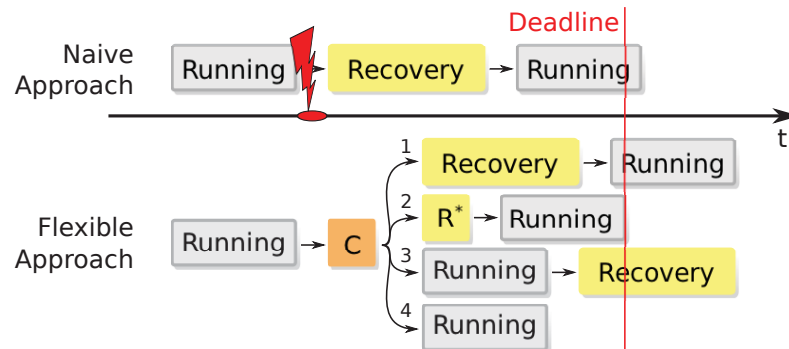 Deadline
Naive
Approach
Running
Recovery
Running
t
Flexible
Approach
Running
C
1
Recovery
Running
2
R*
Running
3
Running
Recovery
4
Running